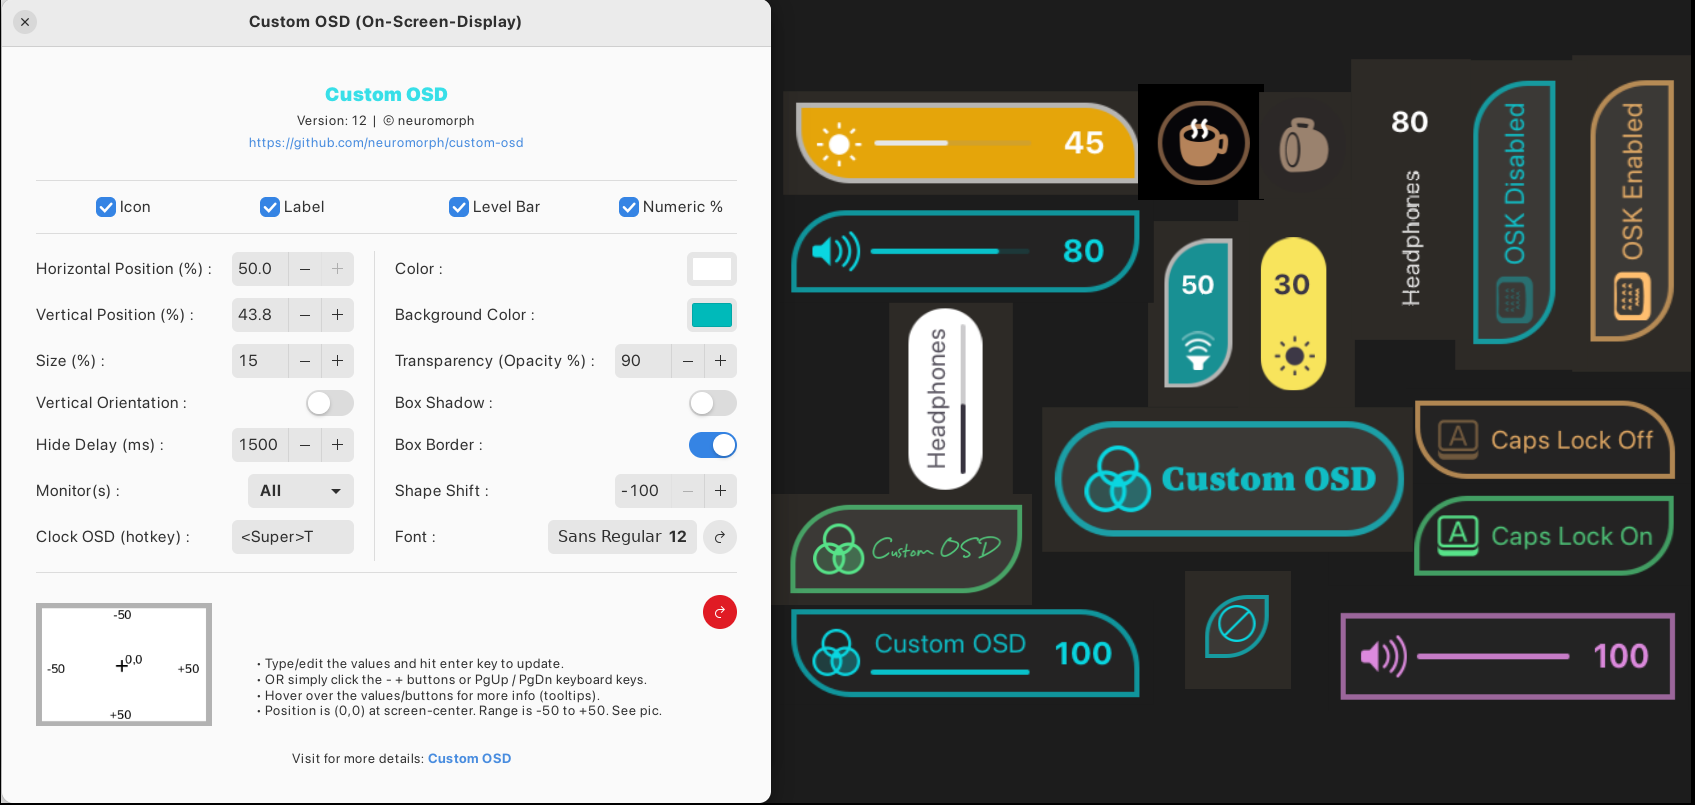 Custom OSD (On-Screen-Display)
Custom OSD
Version: 12 | © neuromorph
https://github.com/neuromorph/custom-osd
Icon
Label
Level Bar
Numeric %
Horizontal Position (%) :
50.0
Vertical Position (%) :
43.8
Size (%) :
15
Vertical Orientation :
Hide Delay (ms) :
1500
Monitor(s) :
All
Clock OSD (hotkey) :
<Super>T
Color :
Background Color :
Transparency (Opacity %) :
90
Box Shadow :
Box Border :
Shape Shift :
-100
Font :
Sans Regular 12
-50
-50
0,0
+50
+50
• Type/edit the values and hit enter key to update.
• OR simply click the - + buttons or PgUp / PgDn keyboard keys.
• Hover over the values/buttons for more info (tooltips).
• Position is (0,0) at screen-center. Range is -50 to +50. See pic.
Visit for more details: Custom OSD
45
80
80
Headphones
OSK Disabled
OSK Enabled
50
30
Headphones
Custom OSD
A
Caps Lock Off
Custom OSD
A
Caps Lock On
Custom OSD
100
100